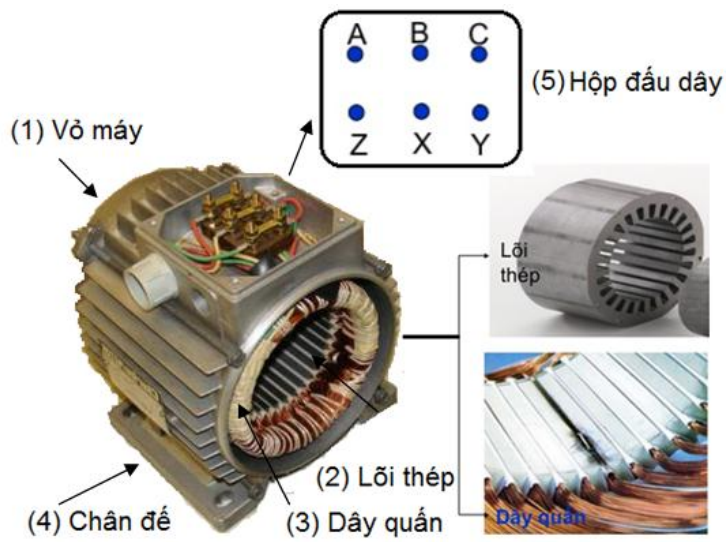 A B C
Z X Y
(5) Hộp đấu dây
(1) Vỏ máy
Lõi
thép
(2) Lõi thép
(3) Dây quấn
(4) Chân đế
Dây quấn